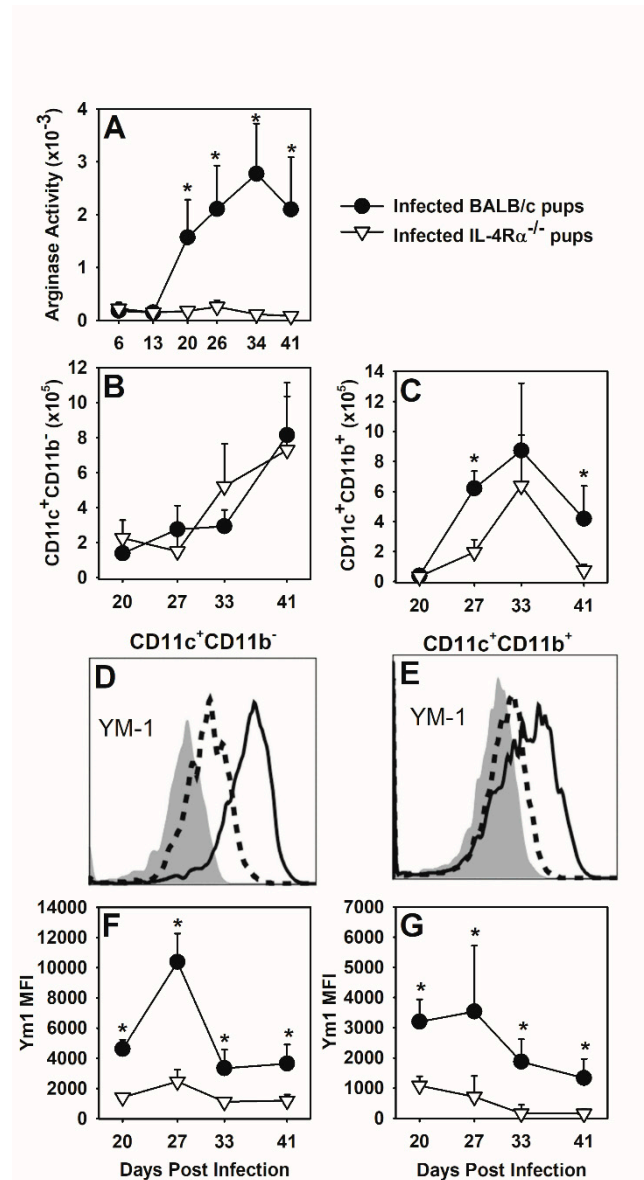 A
Arginase Activity (x10⁻³)
4
3
2
1
0
6 13 20 26 34 41
* * * *
Infected BALB/c pups
Infected IL-4Rα⁻/⁻ pups
B
CD11c⁺CD11b⁻ (x10⁵)
12
10
8
6
4
2
0
20 27 33 41
C
CD11c⁺CD11b⁺ (x10⁵)
14
12
10
8
6
4
2
0
* *
20 27 33 41
CD11c⁺CD11b⁻
D
YM-1
CD11c⁺CD11b⁺
E
YM-1
F
Ym1 MFI
14000
12000
10000
8000
6000
4000
2000
0
* * * *
20 27 33 41
Days Post Infection
G
Ym1 MFI
7000
6000
5000
4000
3000
2000
1000
0
* * * *
20 27 33 41
Days Post Infection